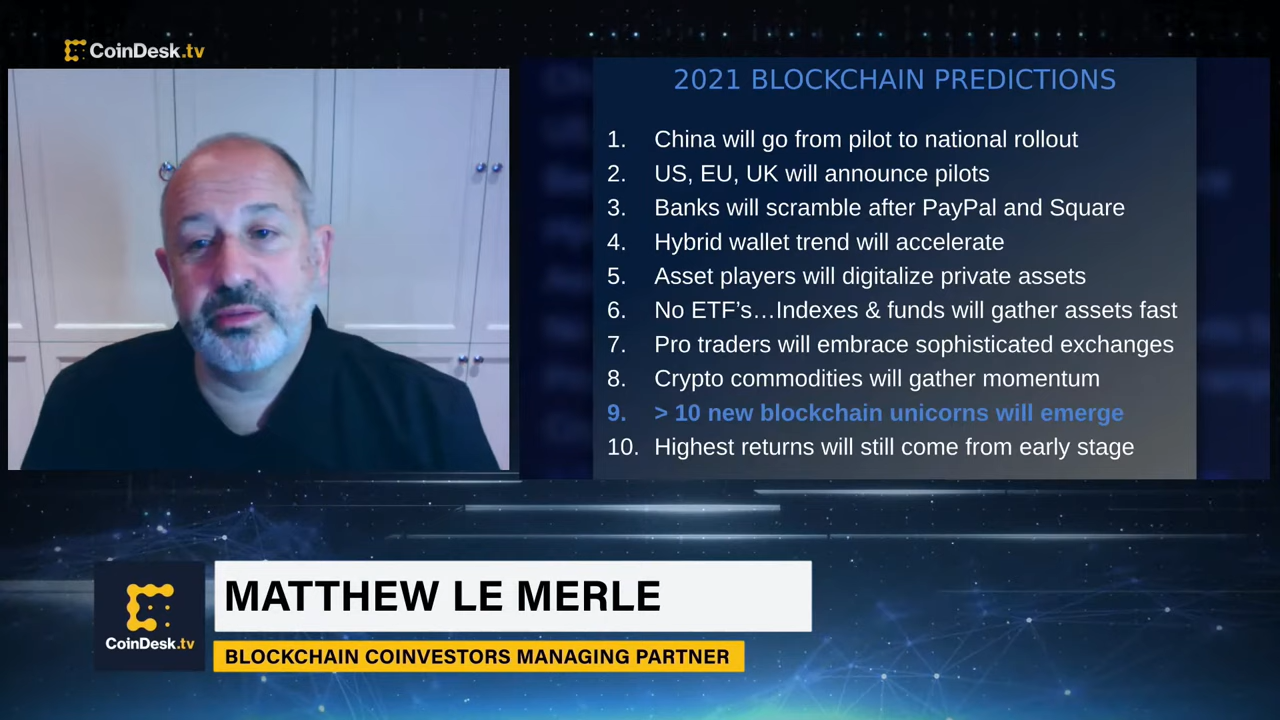 CoinDesk.tv
2021 BLOCKCHAIN PREDICTIONS
1. China will go from pilot to national rollout
2. US, EU, UK will announce pilots
3. Banks will scramble after PayPal and Square
4. Hybrid wallet trend will accelerate
5. Asset players will digitalize private assets
6. No ETF’s…Indexes & funds will gather assets fast
7. Pro traders will embrace sophisticated exchanges
8. Crypto commodities will gather momentum
9. > 10 new blockchain unicorns will emerge
10. Highest returns will still come from early stage
MATTHEW LE MERLE
CoinDesk.tv
BLOCKCHAIN COINVESTORS MANAGING PARTNER